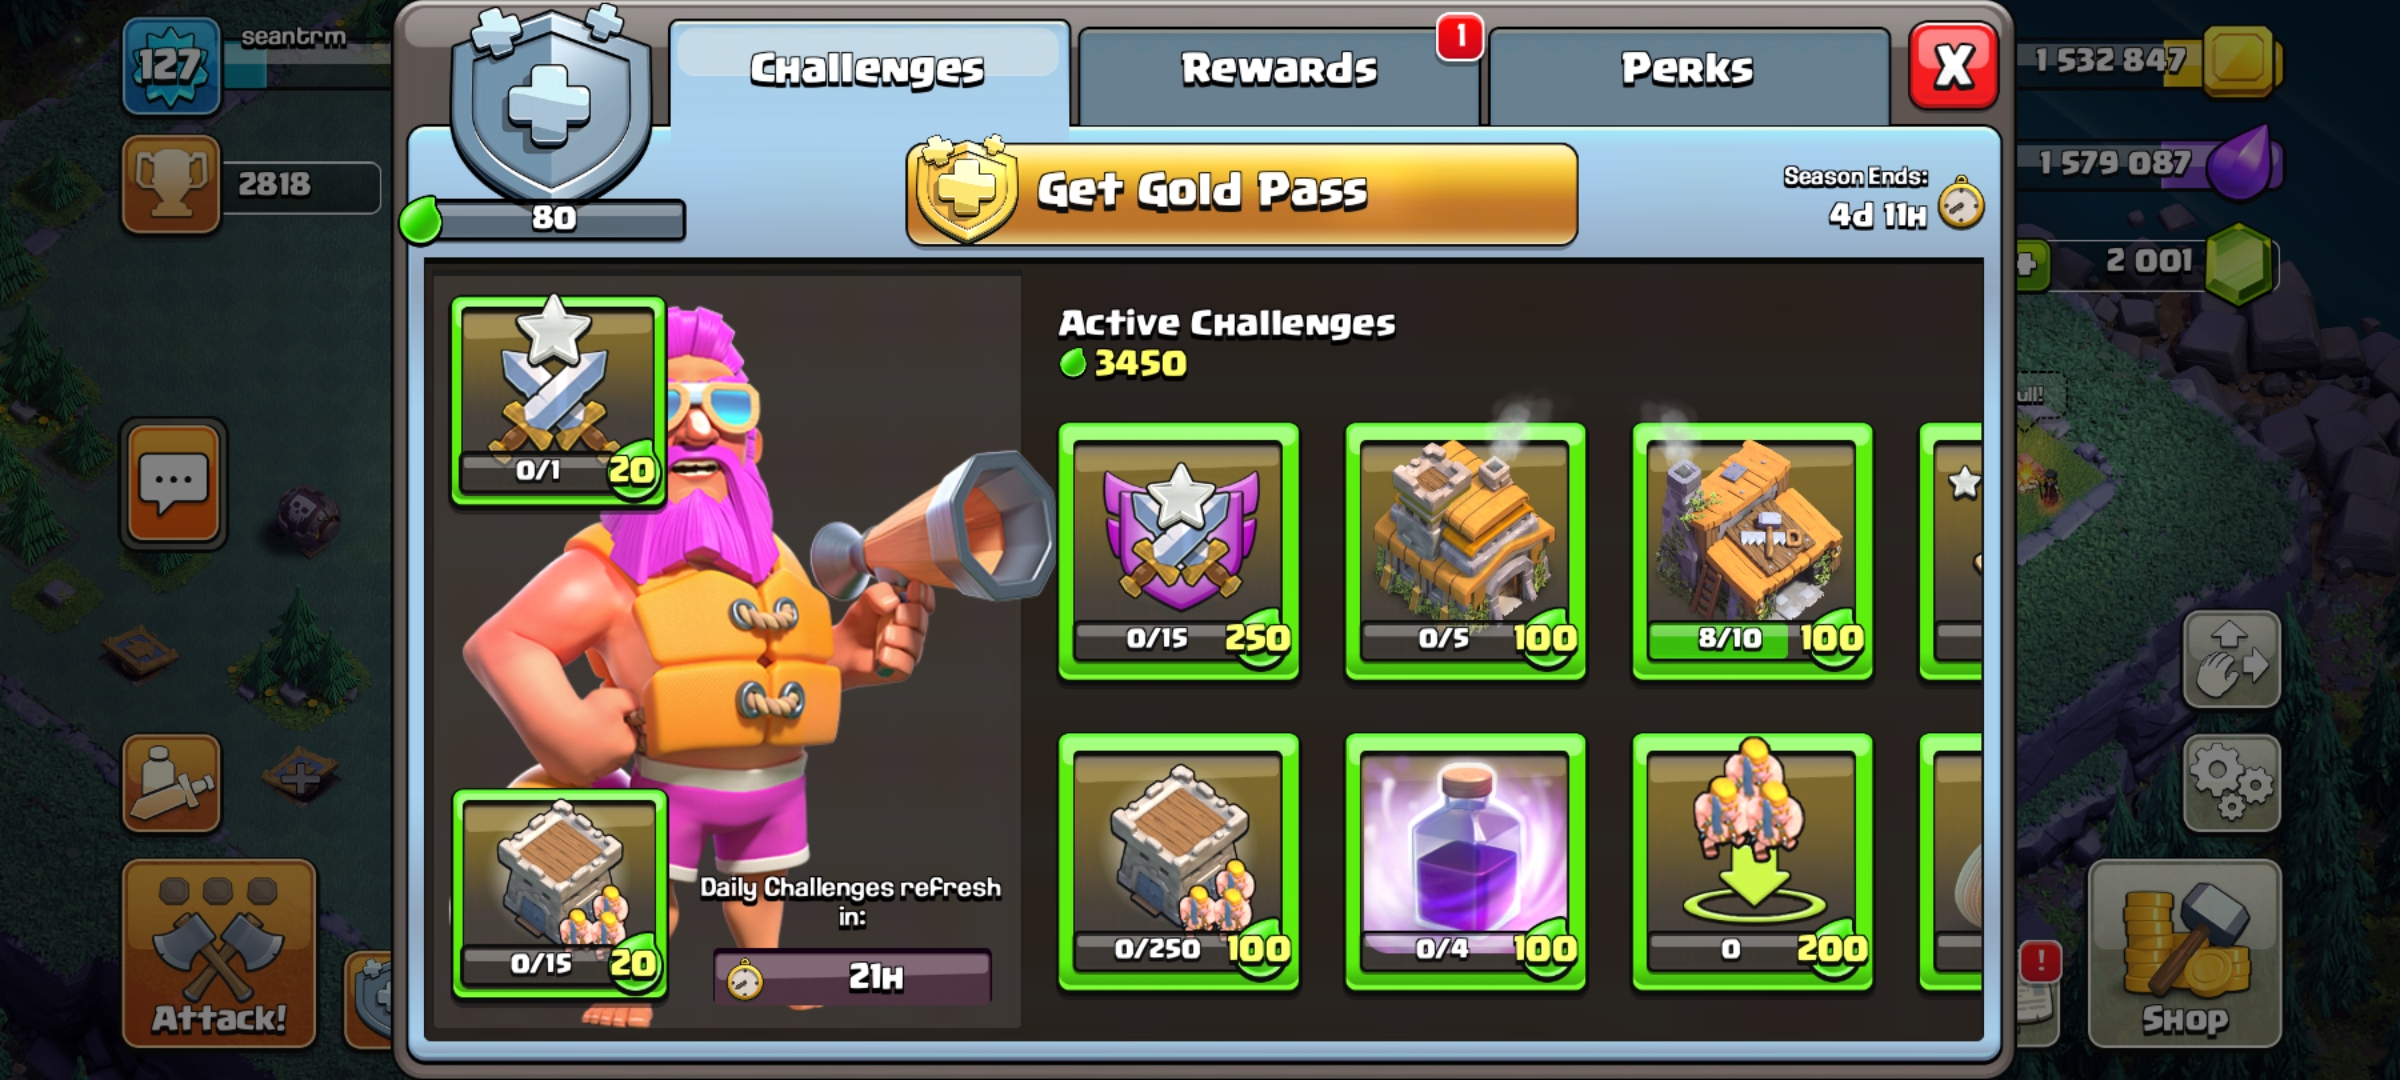 127
seantrm
2818
Challenges
Rewards
1
Perks
X
1 532 847
80
Get Gold Pass
Season Ends:
4d 11H
1 579 087
2 001
Active Challenges
3450
0/1
20
0/15
250
0/5
100
8/10
100
0/15
20
Daily Challenges refresh
in:
21H
0/250
100
0/4
100
0
200
Attack!
!
Shop